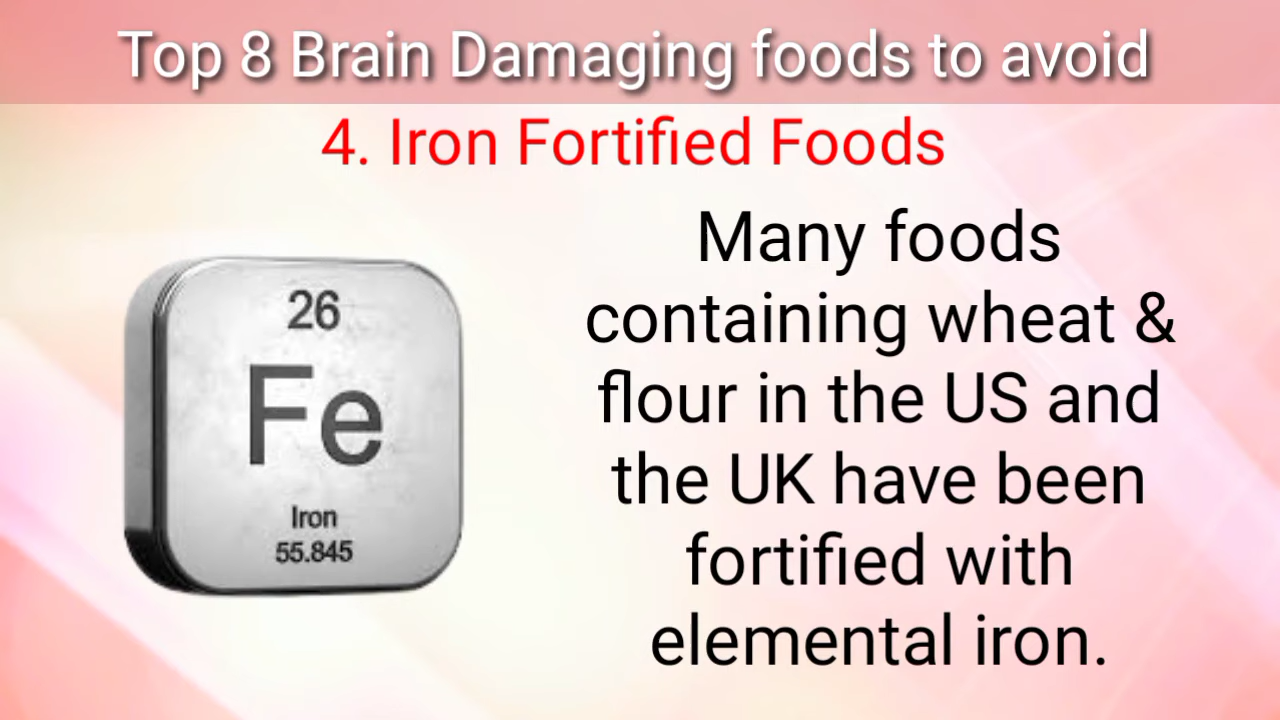 Top 8 Brain Damaging foods to avoid
4. Iron Fortified Foods
26
Fe
Iron
55.845
Many foods
containing wheat &
flour in the US and
the UK have been
fortified with
elemental iron.